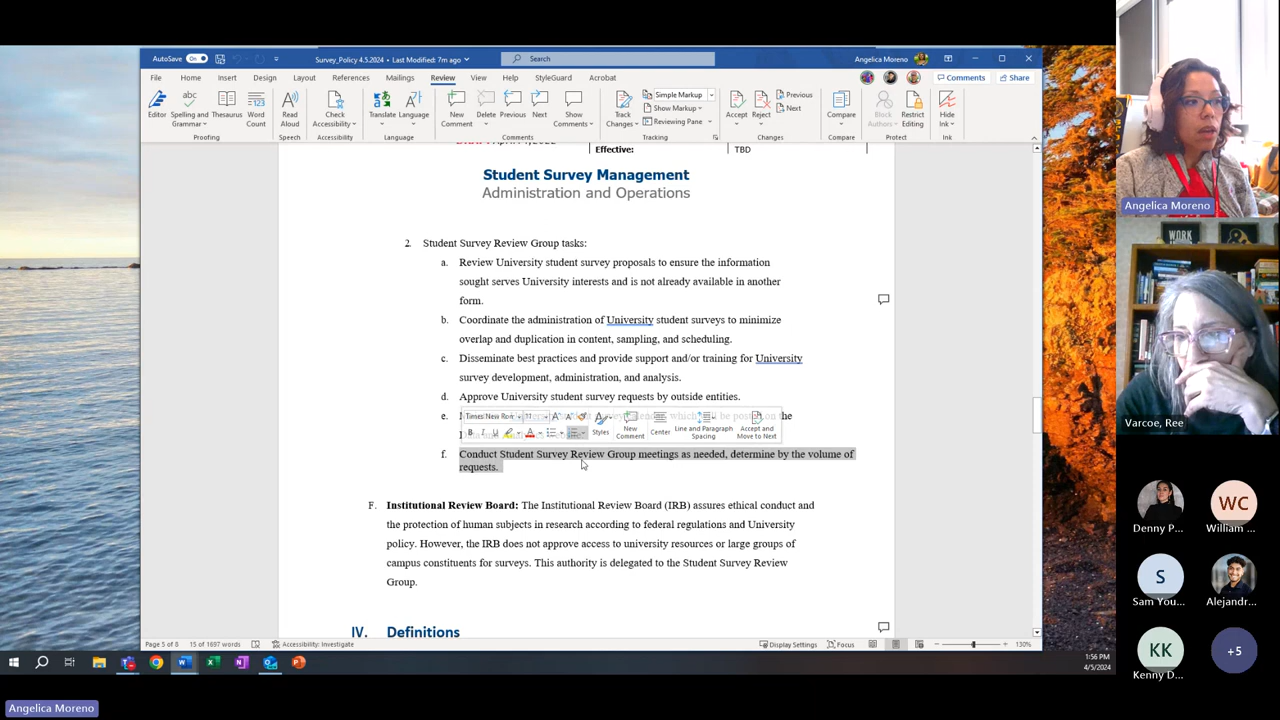 AutoSave On
Survey_Policy 4.5.2024 • Last Modified: 7m ago
Search
Angelica Moreno
File Home Insert Design Layout References Mailings Review View Help StyleGuard Acrobat
Comments Share
Editor
Spelling and Grammar
Thesaurus
Word Count
Proofing
Read Aloud
Speech
Check Accessibility
Accessibility
Translate Language
Language
New Comment
Delete Previous Next
Show Comments
Comments
Track Changes
Simple Markup
Show Markup
Reviewing Pane
Tracking
Accept Reject
Previous
Next
Changes
Compare
Compare
Block Authors
Restrict Editing
Protect
Hide Ink
Ink
Effective: TBD
Student Survey Management
Administration and Operations
2. Student Survey Review Group tasks:
a. Review University student survey proposals to ensure the information
sought serves University interests and is not already available in another
form.
b. Coordinate the administration of University student surveys to minimize
overlap and duplication in content, sampling, and scheduling.
c. Disseminate best practices and provide support and/or training for University
survey development, administration, and analysis.
d. Approve University student survey requests by outside entities.
e.
Times New Ron
B I U
Styles
New Comment
Center
Line and Paragraph Spacing
Accept and Move to Next
f. Conduct Student Survey Review Group meetings as needed, determine by the volume of
requests.
F. Institutional Review Board: The Institutional Review Board (IRB) assures ethical conduct and
the protection of human subjects in research according to federal regulations and University
policy. However, the IRB does not approve access to university resources or large groups of
campus constituents for surveys. This authority is delegated to the Student Survey Review
Group.
IV. Definitions
Page 5 of 8 15 of 1697 words Accessibility: Investigate
Display Settings Focus 130%
1:56 PM
4/5/2024
Angelica Moreno
WORK
Varcoe, Ree
Denny P...
WC
William ...
S
Sam You...
Alejandr...
KK
Kenny D...
+5
Angelica Moreno